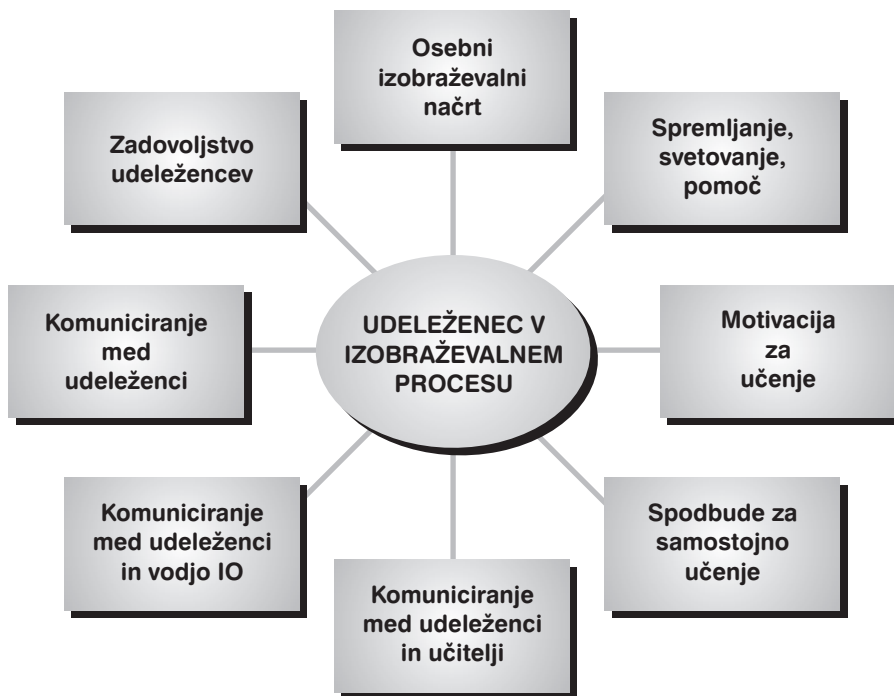 Osebni
izobraževalni
načrt
Zadovoljstvo
udeležencev
Spremljanje,
svetovanje,
pomoč
Komuniciranje
med
udeleženci
UDELEŽENEC V
IZOBRAŽEVALNEM
PROCESU
Motivacija
za
učenje
Komuniciranje
med udeleženci
in vodjo IO
Komuniciranje
med udeleženci
in učitelji
Spodbude za
samostojno
učenje